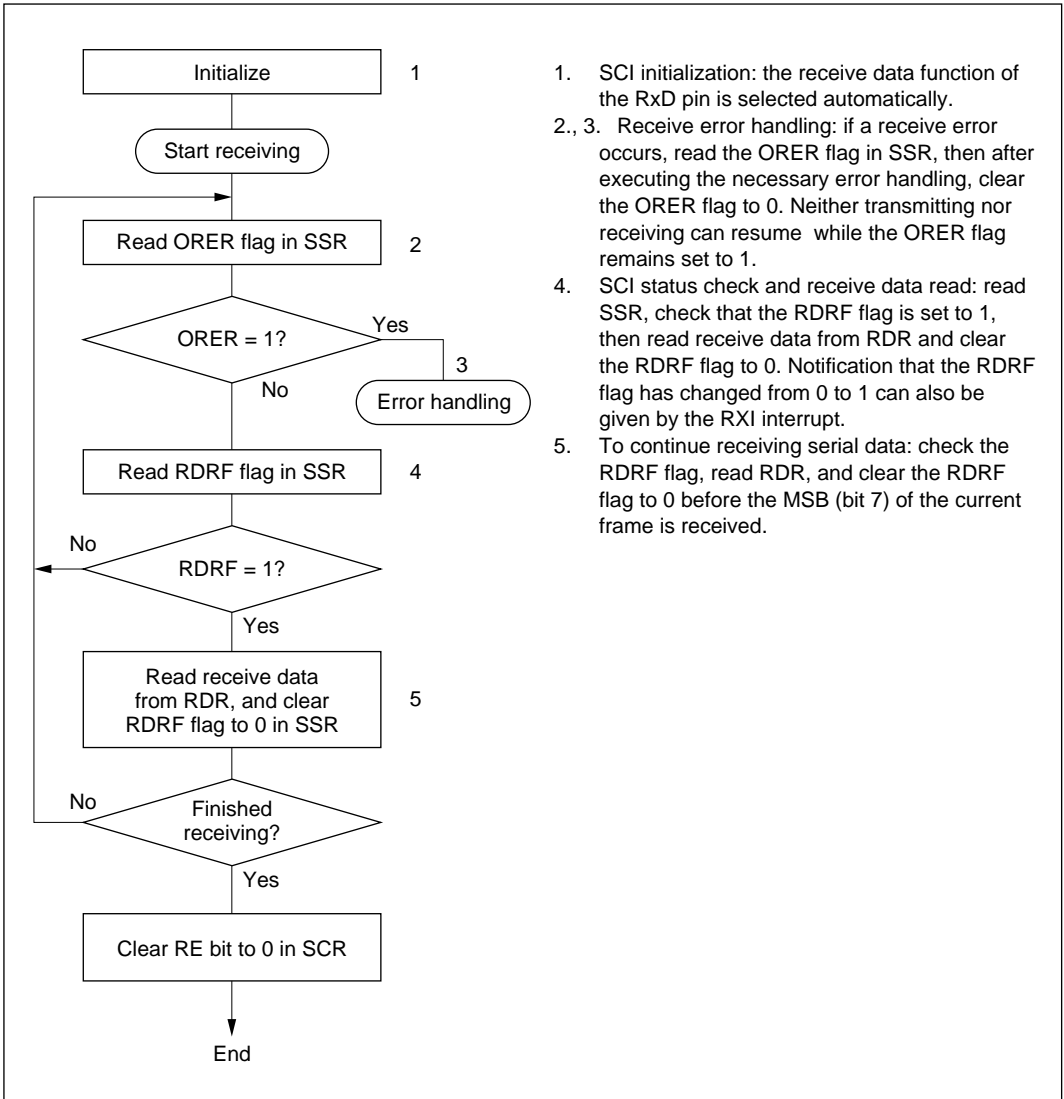 Initialize
1
Start receiving
Read ORER flag in SSR
2
ORER = 1?
Yes
3
No
Error handling
Read RDRF flag in SSR
4
No
RDRF = 1?
Yes
Read receive data
from RDR, and clear
RDRF flag to 0 in SSR
5
No
Finished
receiving?
Yes
Clear RE bit to 0 in SCR
End
1. SCI initialization: the receive data function of
the RxD pin is selected automatically.
2., 3. Receive error handling: if a receive error
occurs, read the ORER flag in SSR, then after
executing the necessary error handling, clear
the ORER flag to 0. Neither transmitting nor
receiving can resume while the ORER flag
remains set to 1.
4. SCI status check and receive data read: read
SSR, check that the RDRF flag is set to 1,
then read receive data from RDR and clear
the RDRF flag to 0. Notification that the RDRF
flag has changed from 0 to 1 can also be
given by the RXI interrupt.
5. To continue receiving serial data: check the
RDRF flag, read RDR, and clear the RDRF
flag to 0 before the MSB (bit 7) of the current
frame is received.